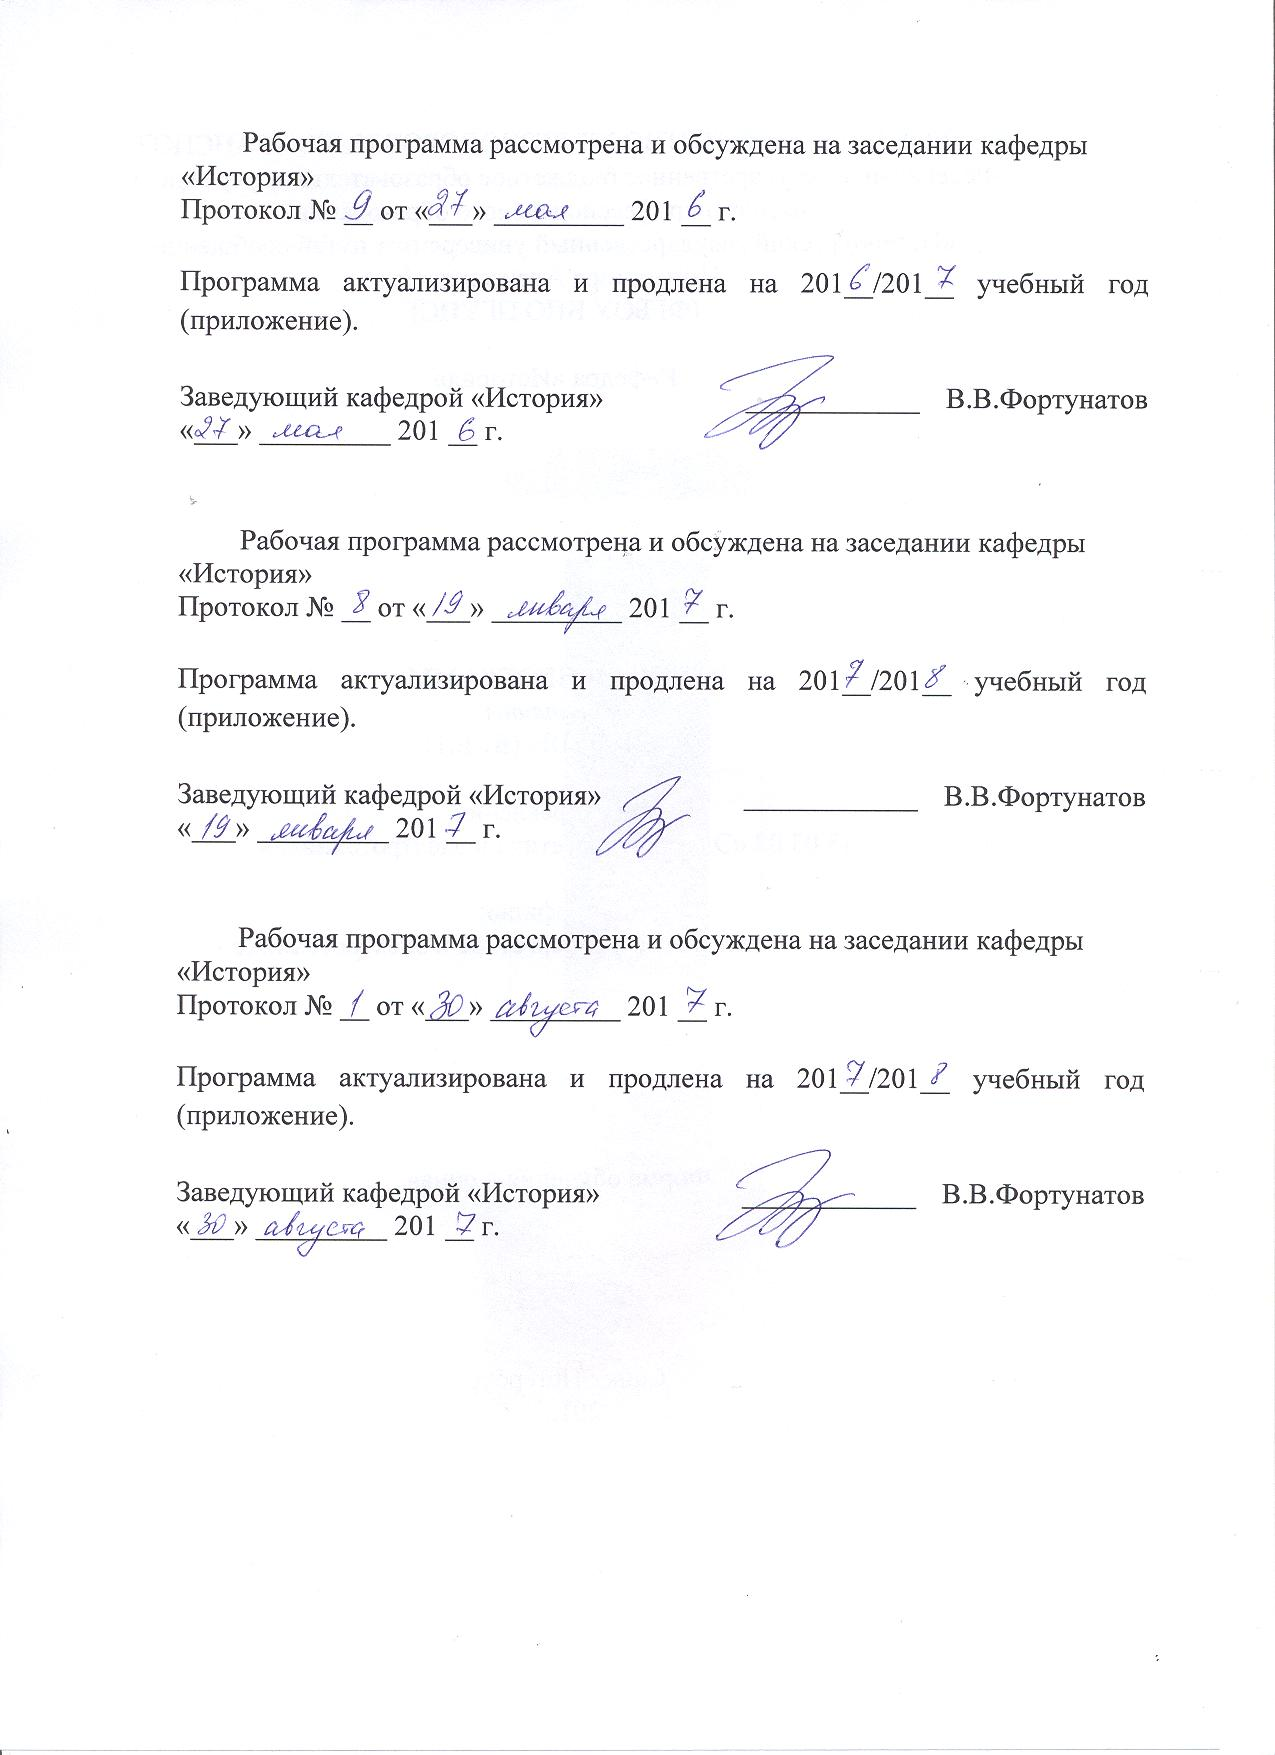 Рабочая программа рассмотрена и обсуждена на заседании кафедры
«История»
Протокол № 9 от «27» мая 201 6 г.
Программа актуализирована и продлена на 2016/2017 учебный год
(приложение).
Заведующий кафедрой «История» В.В.Фортунатов
«27» мая 201 6 г.
Рабочая программа рассмотрена и обсуждена на заседании кафедры
«История»
Протокол № 8 от «19» января 201 7 г.
Программа актуализирована и продлена на 2017/2018 учебный год
(приложение).
Заведующий кафедрой «История» В.В.Фортунатов
«19» января 201 7 г.
Рабочая программа рассмотрена и обсуждена на заседании кафедры
«История»
Протокол № 1 от «30» августа 201 7 г.
Программа актуализирована и продлена на 2017/2018 учебный год
(приложение).
Заведующий кафедрой «История» В.В.Фортунатов
«30» августа 201 7 г.